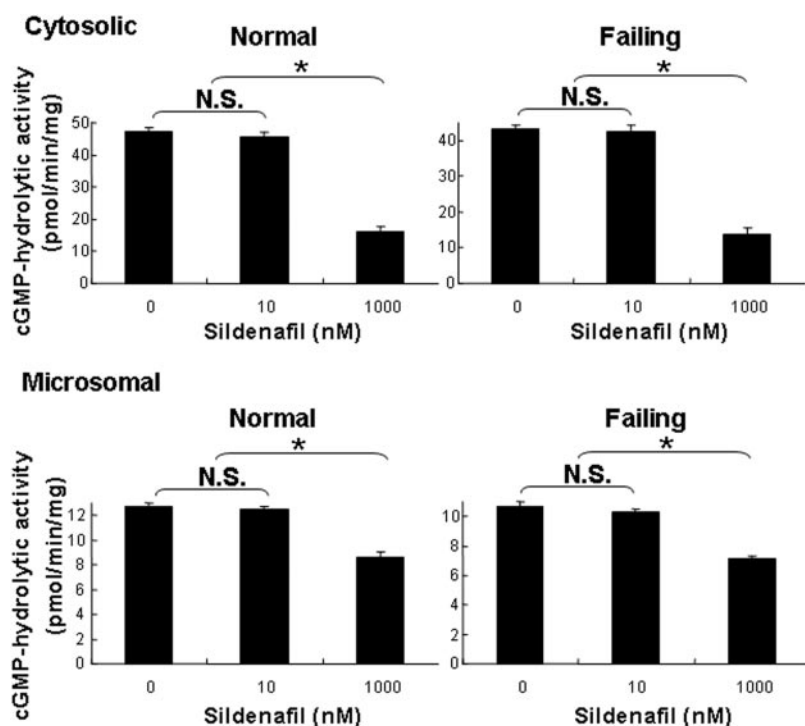 Cytosolic
Normal
Failing
*
*
N.S.
N.S.
cGMP-hydrolytic activity
(pmol/min/mg)
50
40
30
20
10
0
40
30
20
10
0
0 10 1000
0 10 1000
Sildenafil (nM)
Sildenafil (nM)
Microsomal
Normal
Failing
*
*
N.S.
N.S.
cGMP-hydrolytic activity
(pmol/min/mg)
12
10
8
6
4
2
0
10
8
6
4
2
0
0 10 1000
0 10 1000
Sildenafil (nM)
Sildenafil (nM)